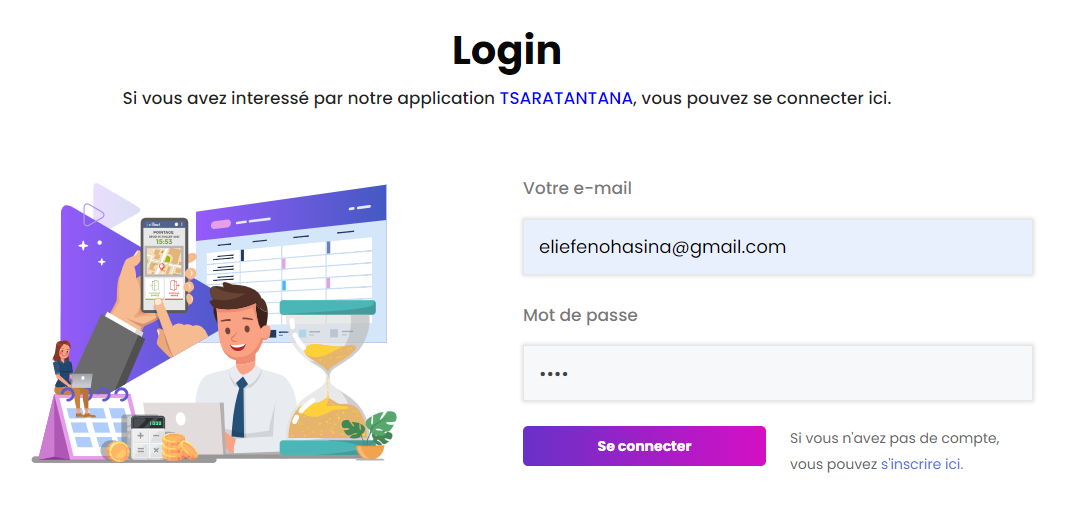 Login
Si vous avez interessé par notre application TSARATANTANA, vous pouvez se connecter ici.
POINTAGE
15:53
Votre e-mail
eliefenohasina@gmail.com
Mot de passe
••••
Se connecter
Si vous n'avez pas de compte,
vous pouvez s'inscrire ici.